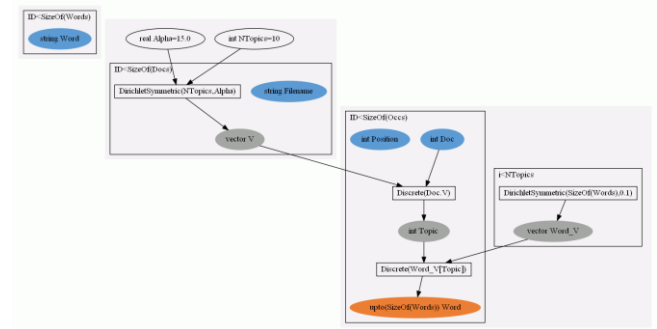 ID<SizeOf(Words)
string Word
real Alpha=15.0
int NTopics=10
ID<SizeOf(Docs)
DirichletSymmetric(NTopics,Alpha)
string Filename
vector V
ID<SizeOf(Occs)
int Position
int Doc
i<NTopics
Discrete(Doc.V)
DirichletSymmetric(SizeOf(Words),0.1)
int Topic
vector Word_V
Discrete(Word_V[Topic])
upto(SizeOf(Words)) Word